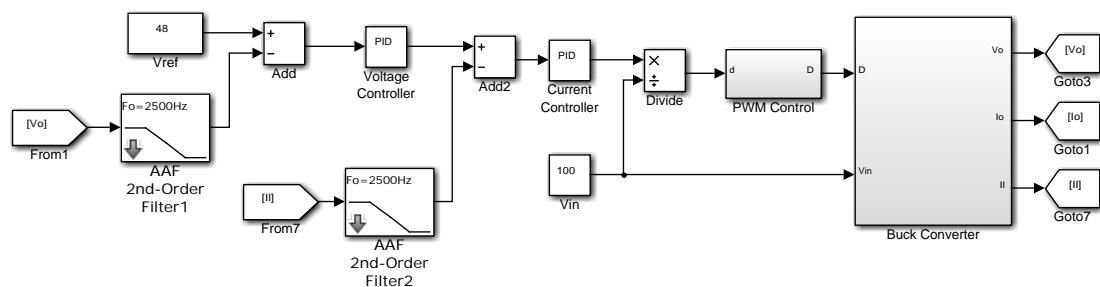 48
Vref
+
−
Add
PID
Voltage
Controller
+
−
Add2
PID
Current
Controller
×
÷
Divide
d
D
PWM Control
D
Vin
Vo
Io
Il
Buck Converter
[Vo]
Goto3
[Io]
Goto1
[Il]
Goto7
[Vo]
From1
Fo=2500Hz
AAF
2nd-Order
Filter1
[Il]
From7
Fo=2500Hz
AAF
2nd-Order
Filter2
100
Vin